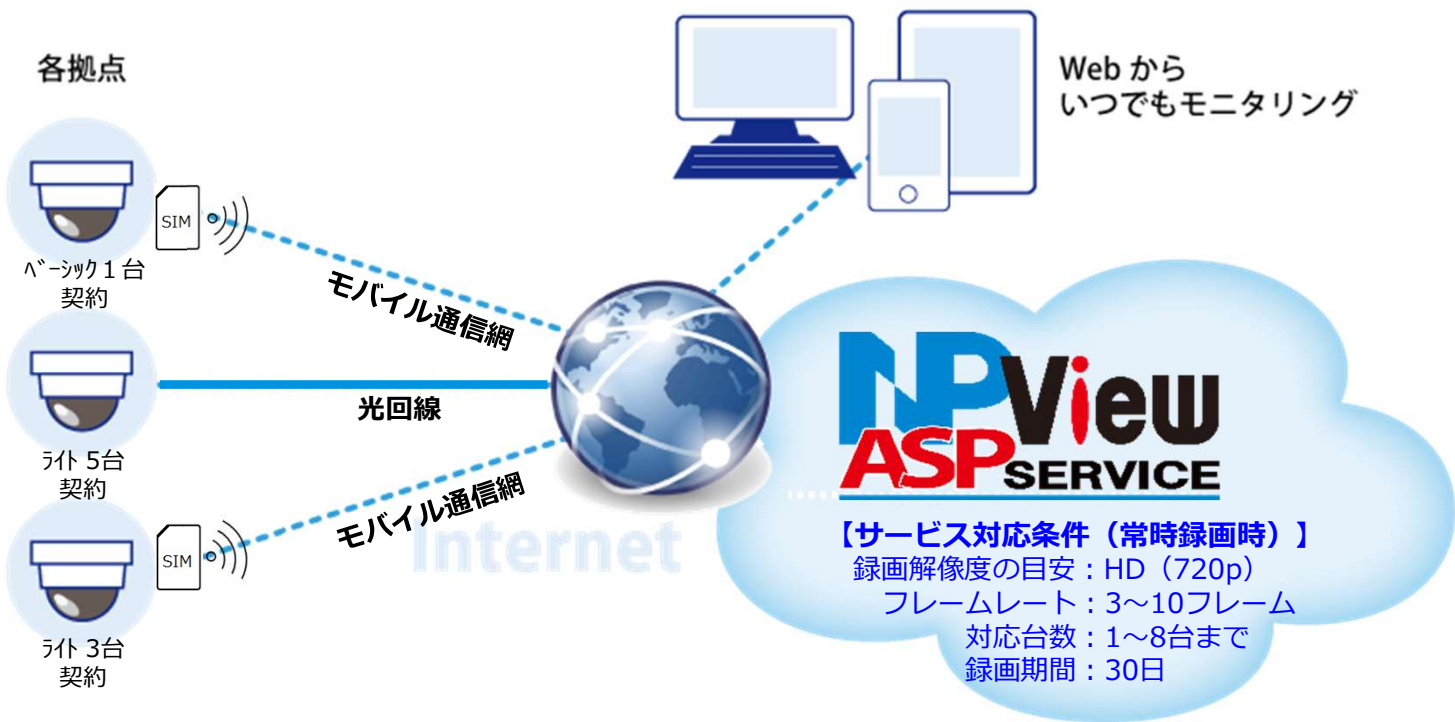 各拠点
Web から
いつでもモニタリング
SIM
ﾍﾞｰｼｯｸ１台
契約
モバイル通信網
光回線
ﾗｲﾄ 5台
契約
モバイル通信網
Internet
SIM
ﾗｲﾄ 3台
契約
NPView
ASP SERVICE
【サービス対応条件（常時録画時）】
録画解像度の目安：HD（720p）
フレームレート：3～10フレーム
対応台数：1～8台まで
録画期間：30日